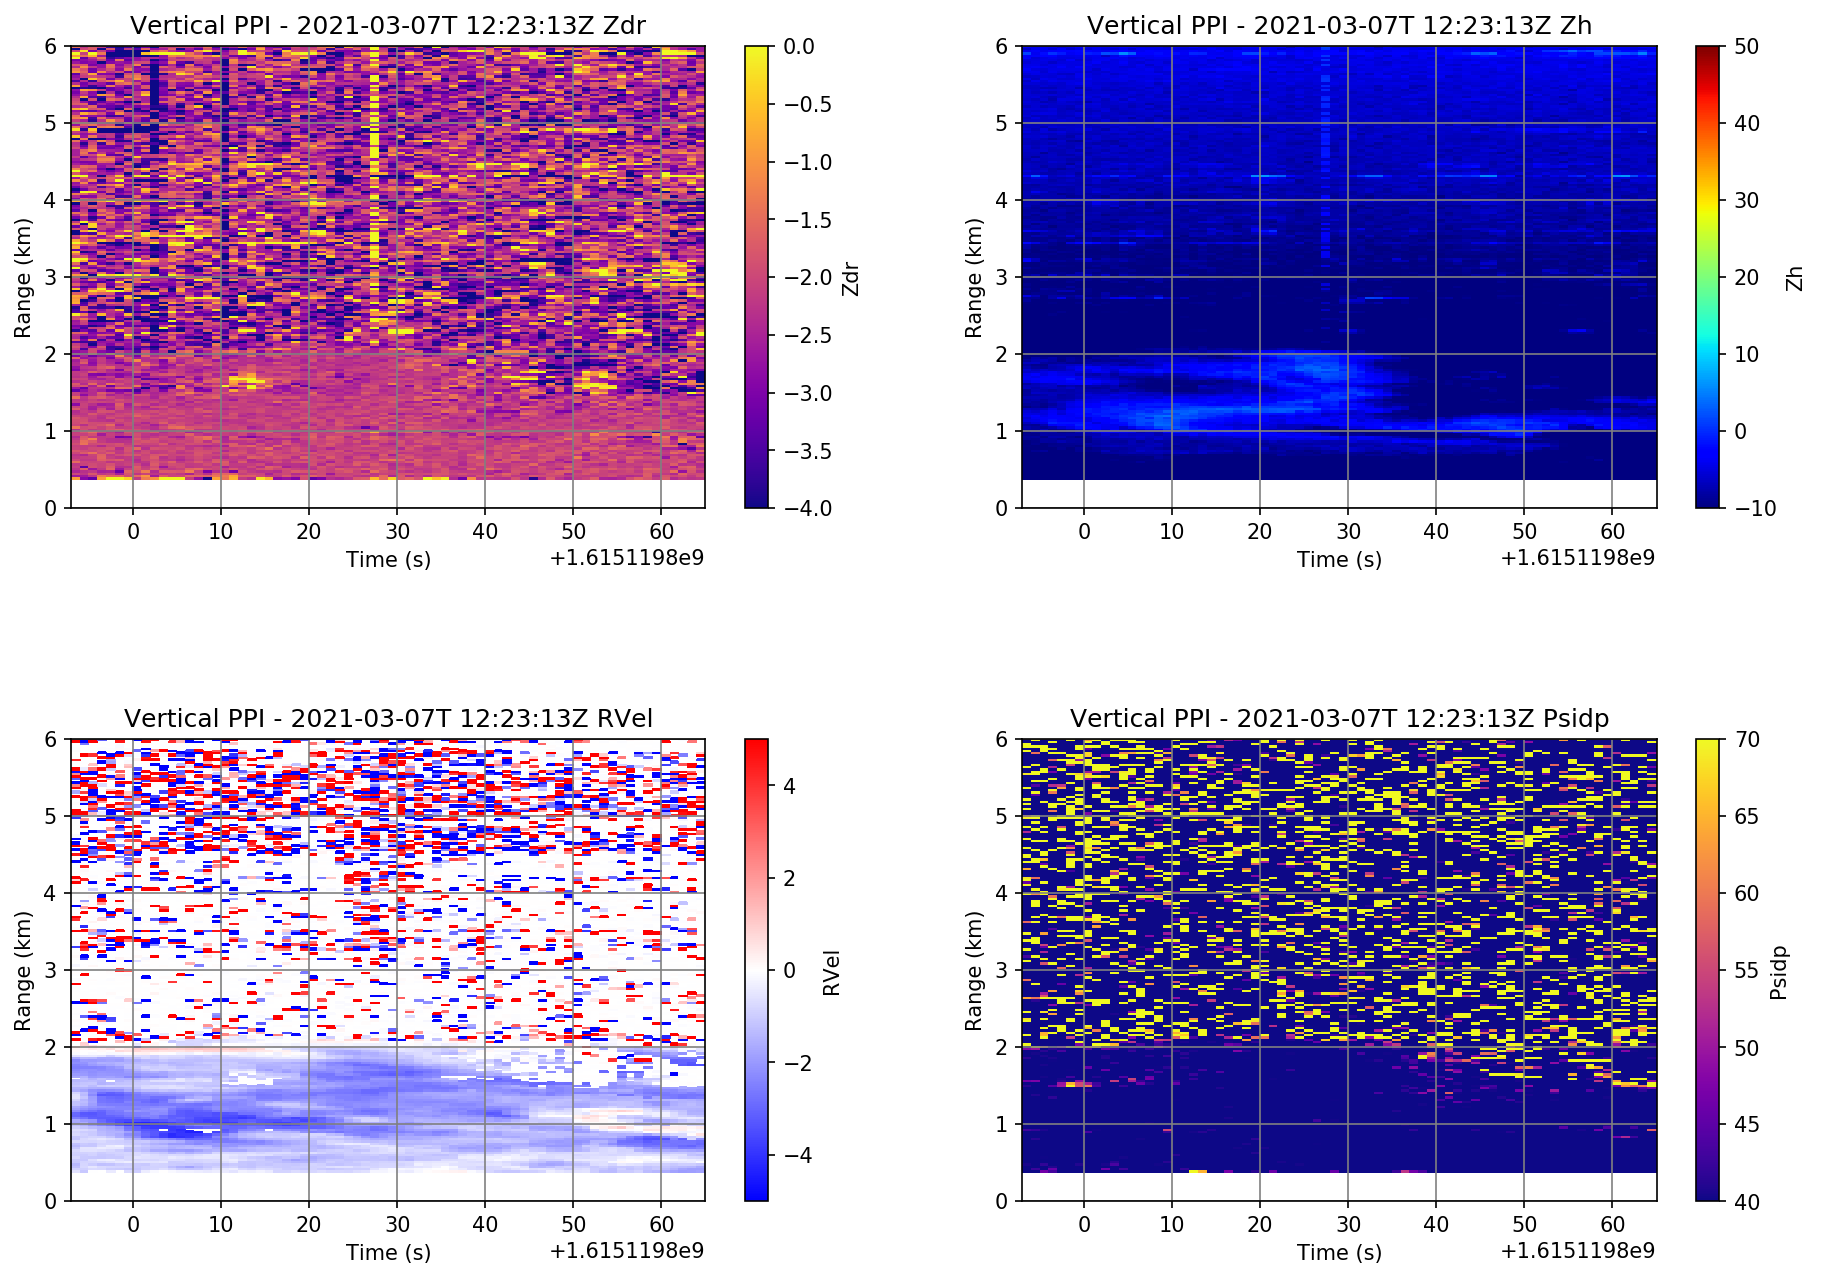 Vertical PPI - 2021-03-07T 12:23:13Z Zdr
6
5
4
3
2
1
0
Range (km)
0 10 20 30 40 50 60
Time (s)
+1.6151198e9
0.0
−0.5
−1.0
−1.5
−2.0
−2.5
−3.0
−3.5
−4.0
Zdr
Vertical PPI - 2021-03-07T 12:23:13Z Zh
6
5
4
3
2
1
0
Range (km)
0 10 20 30 40 50 60
Time (s)
+1.6151198e9
50
40
30
20
10
0
−10
Zh
Vertical PPI - 2021-03-07T 12:23:13Z RVel
6
5
4
3
2
1
0
Range (km)
0 10 20 30 40 50 60
Time (s)
+1.6151198e9
4
2
0
−2
−4
RVel
Vertical PPI - 2021-03-07T 12:23:13Z Psidp
6
5
4
3
2
1
0
Range (km)
0 10 20 30 40 50 60
Time (s)
+1.6151198e9
70
65
60
55
50
45
40
Psidp